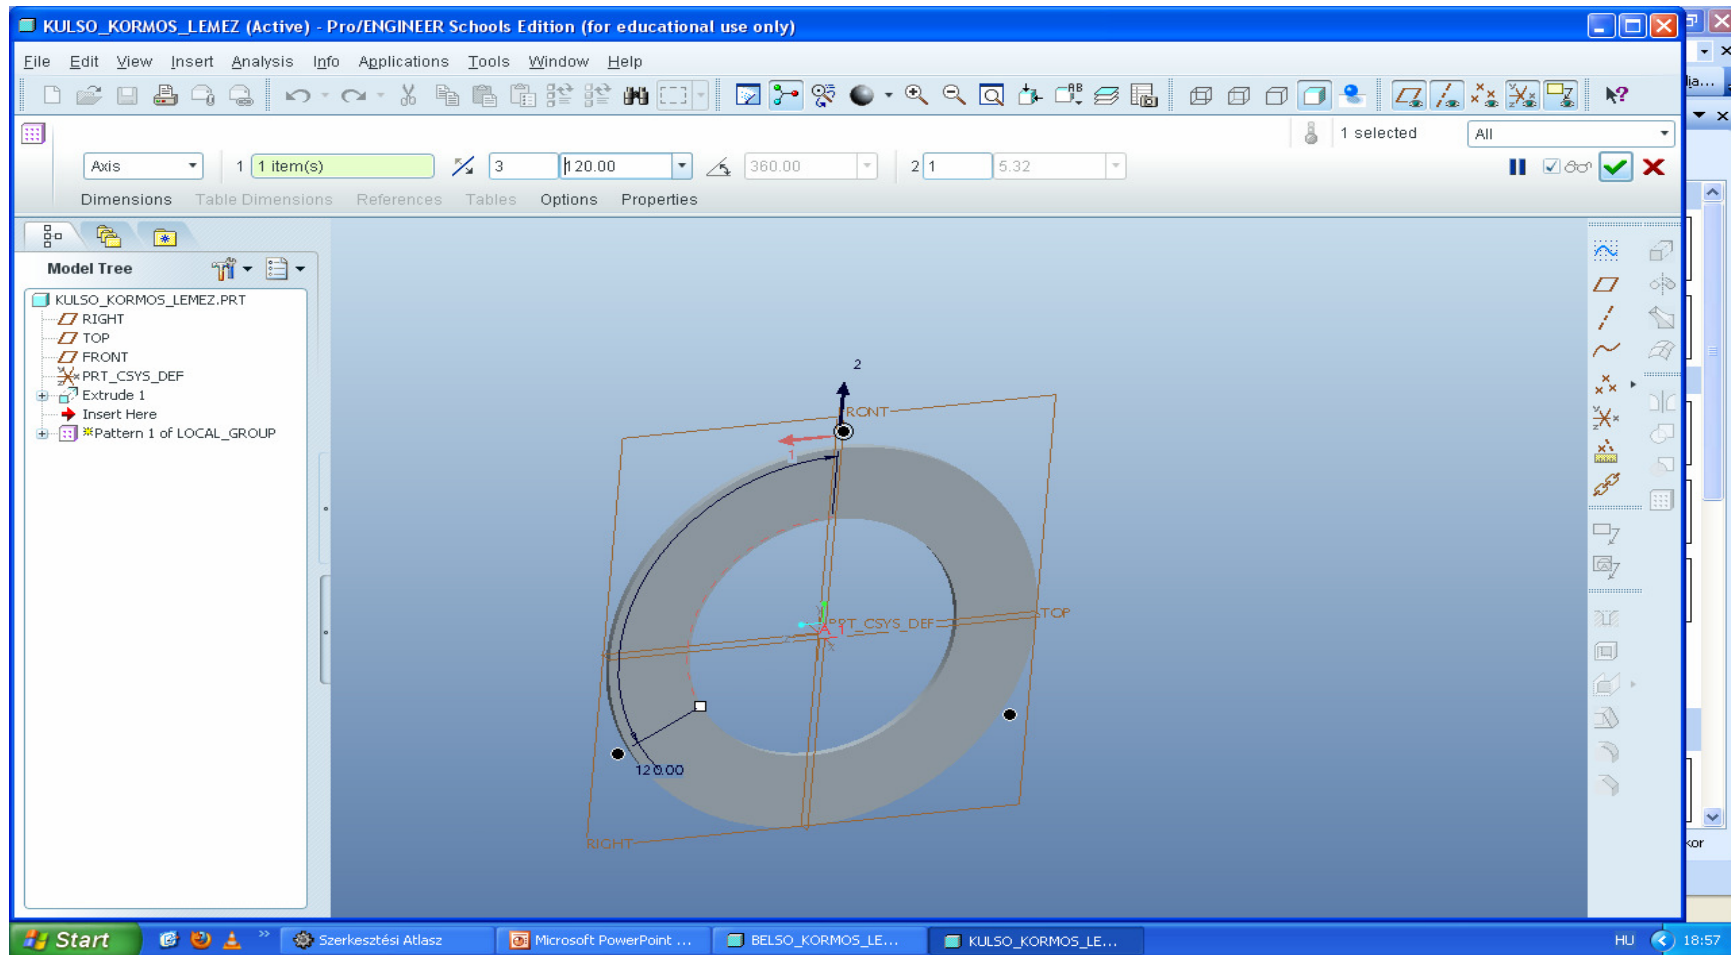 KULSO_KORMOS_LEMEZ (Active) - Pro/ENGINEER Schools Edition (for educational use only)
File Edit View Insert Analysis Info Applications Tools Window Help
1 selected All
Axis 1 1 item(s) 3 120.00 360.00 2 1 5.32
Dimensions Table Dimensions References Tables Options Properties
Model Tree
KULSO_KORMOS_LEMEZ.PRT
RIGHT
TOP
FRONT
PRT_CSYS_DEF
Extrude 1
Insert Here
Pattern 1 of LOCAL_GROUP
2
RONT
1
TOP
PRT_CSYS_DEF
A_1
120.00
RIGHT
kor
Start Szerkesztési Atlasz Microsoft PowerPoint ... BELSO_KORMOS_LE... KULSO_KORMOS_LE... HU 18:57